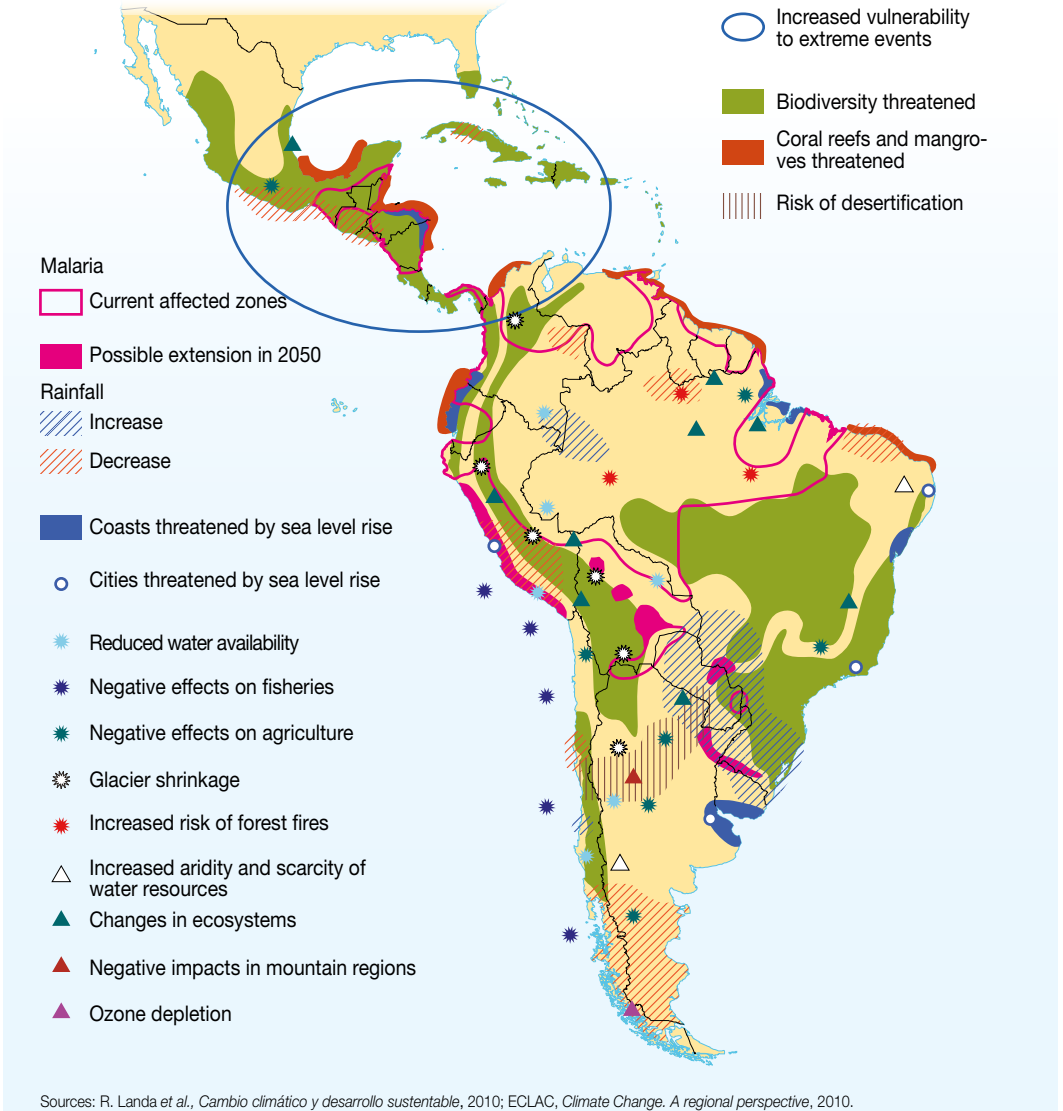 Increased vulnerability
to extreme events
Biodiversity threatened
Coral reefs and mangro-
ves threatened
Risk of desertification
Malaria
Current affected zones
Possible extension in 2050
Rainfall
Increase
Decrease
Coasts threatened by sea level rise
Cities threatened by sea level rise
Reduced water availability
Negative effects on fisheries
Negative effects on agriculture
Glacier shrinkage
Increased risk of forest fires
Increased aridity and scarcity of
water resources
Changes in ecosystems
Negative impacts in mountain regions
Ozone depletion
Sources: R. Landa et al., Cambio climático y desarrollo sustentable, 2010; ECLAC, Climate Change. A regional perspective, 2010.